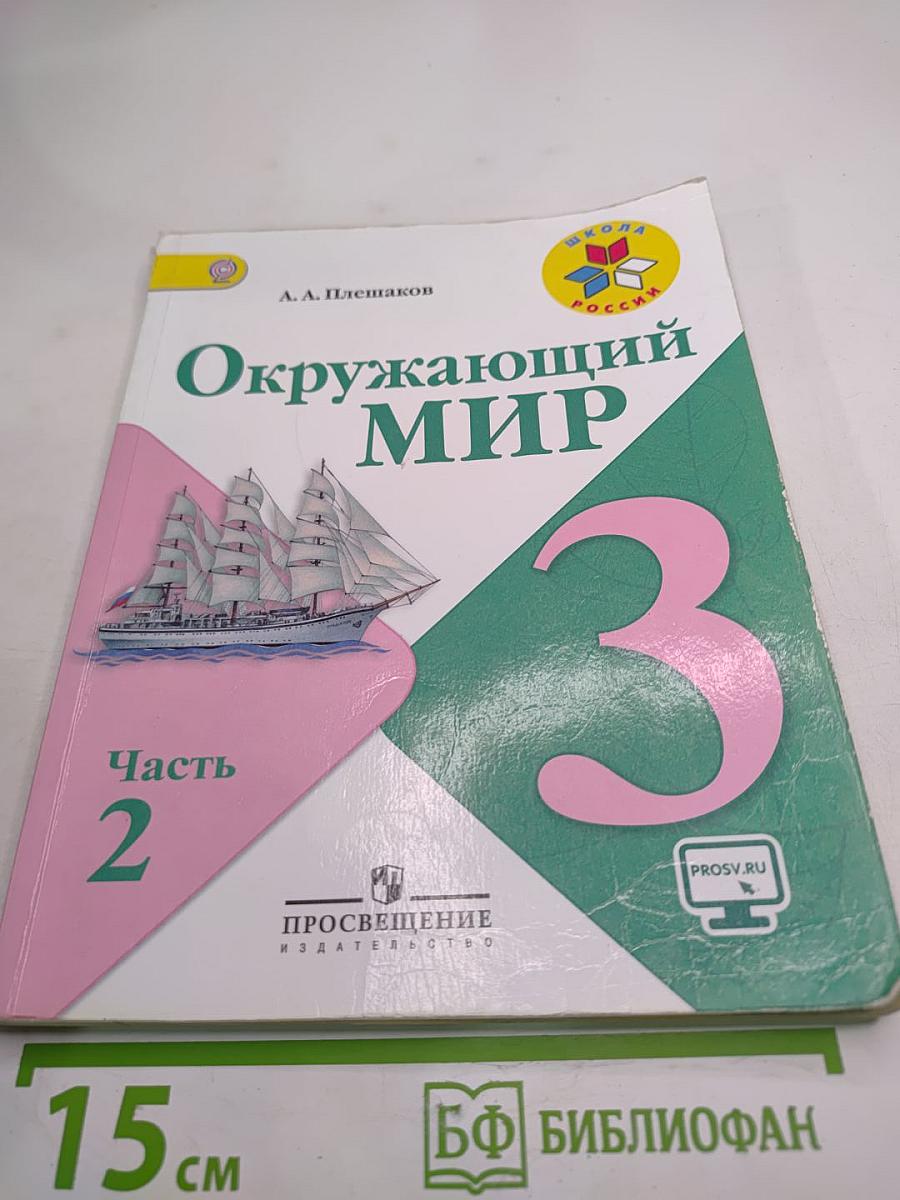 А. А. Плешаков
ШКОЛА
РОССИИ
Окружающий
МИР
3
Часть
2
PROSV.RU
ПРОСВЕЩЕНИЕ
ИЗДАТЕЛЬСТВО
15 см
БФ БИБЛИОФАН